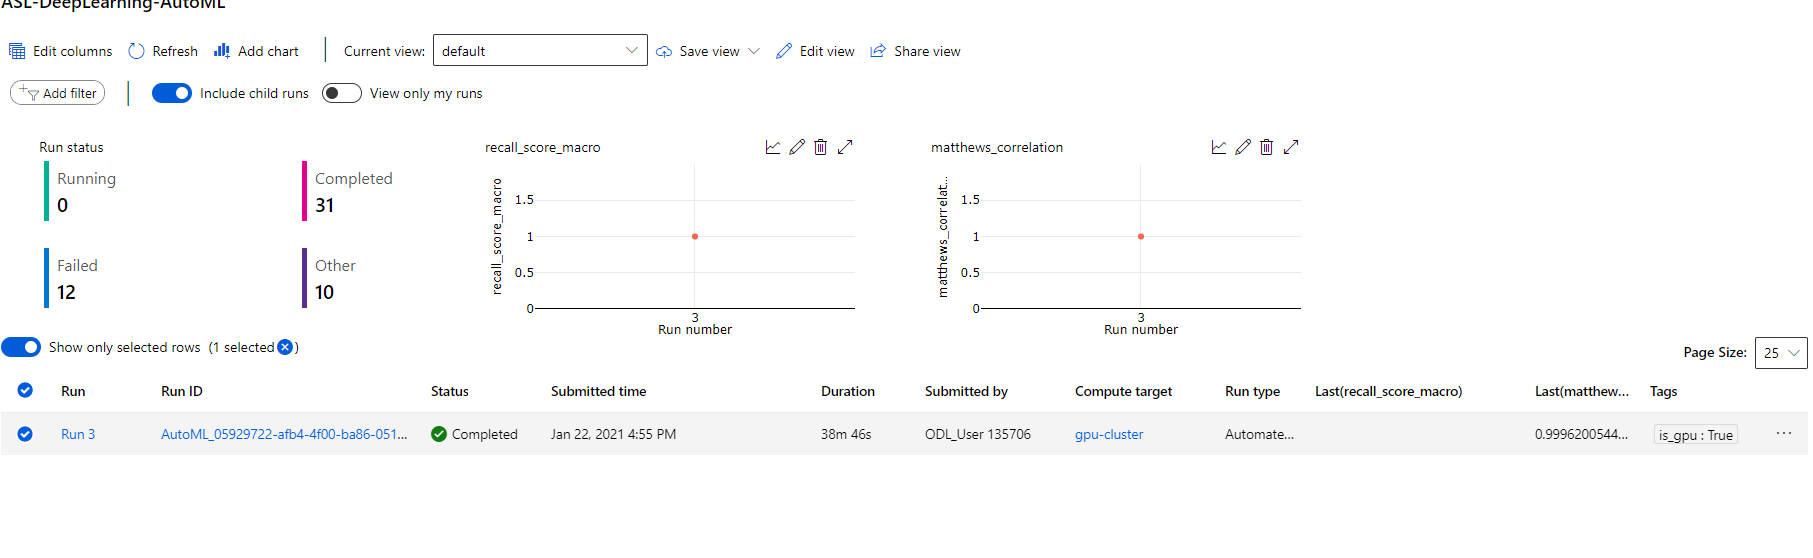 ASL-DeepLearning-AutoML
Edit columns Refresh Add chart Current view: default Save view Edit view Share view
Add filter Include child runs View only my runs
Run status
Running
0
Completed
31
Failed
12
Other
10
recall_score_macro
recall_score_macro
1.5
1
0.5
0
3
Run number
matthews_correlation
matthews_correlat...
1.5
1
0.5
0
3
Run number
Show only selected rows (1 selected )
Page Size: 25
Run Run ID Status Submitted time Duration Submitted by Compute target Run type Last(recall_score_macro) Last(matthew... Tags
Run 3 AutoML_05929722-afb4-4f00-ba86-051... Completed Jan 22, 2021 4:55 PM 38m 46s ODL_User 135706 gpu-cluster Automate... 0.9996200544... is_gpu : True ...